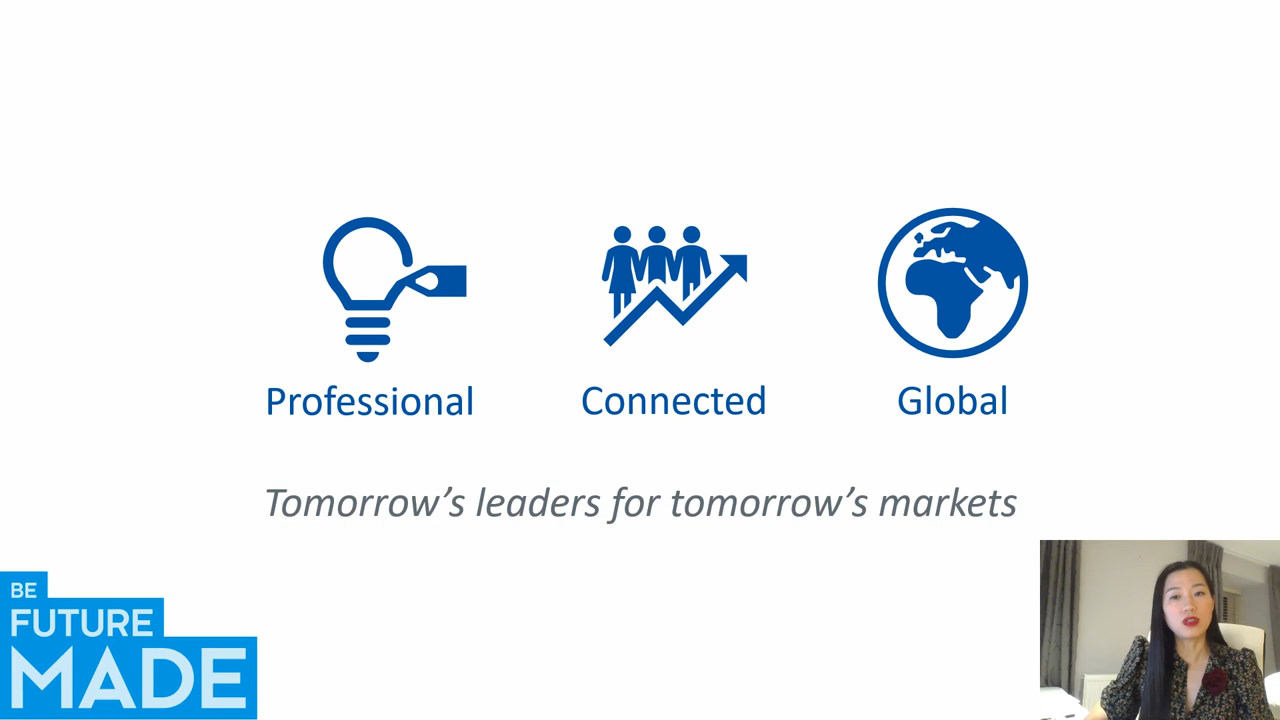 Professional
Connected
Global
Tomorrow’s leaders for tomorrow’s markets
BE
FUTURE
MADE